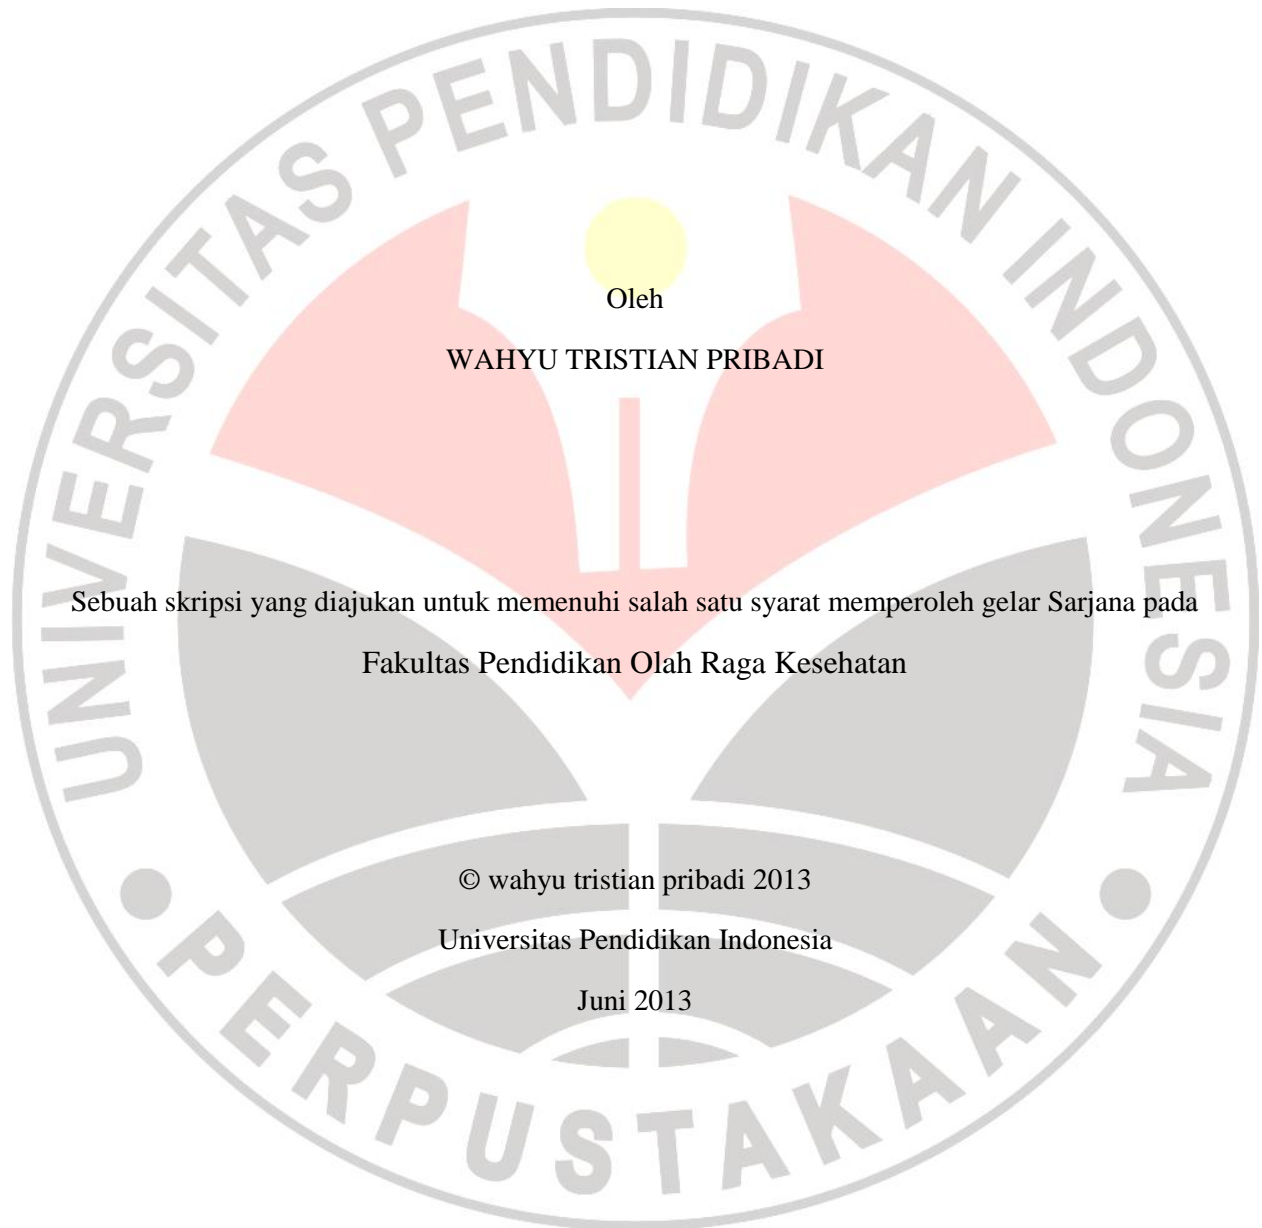 UNIVERSITAS PENDIDIKAN INDONESIA
Oleh
WAHYU TRISTIAN PRIBADI
Sebuah skripsi yang diajukan untuk memenuhi salah satu syarat memperoleh gelar Sarjana pada
Fakultas Pendidikan Olah Raga Kesehatan
© wahyu tristian pribadi 2013
Universitas Pendidikan Indonesia
Juni 2013
PERPUSTAKAAN